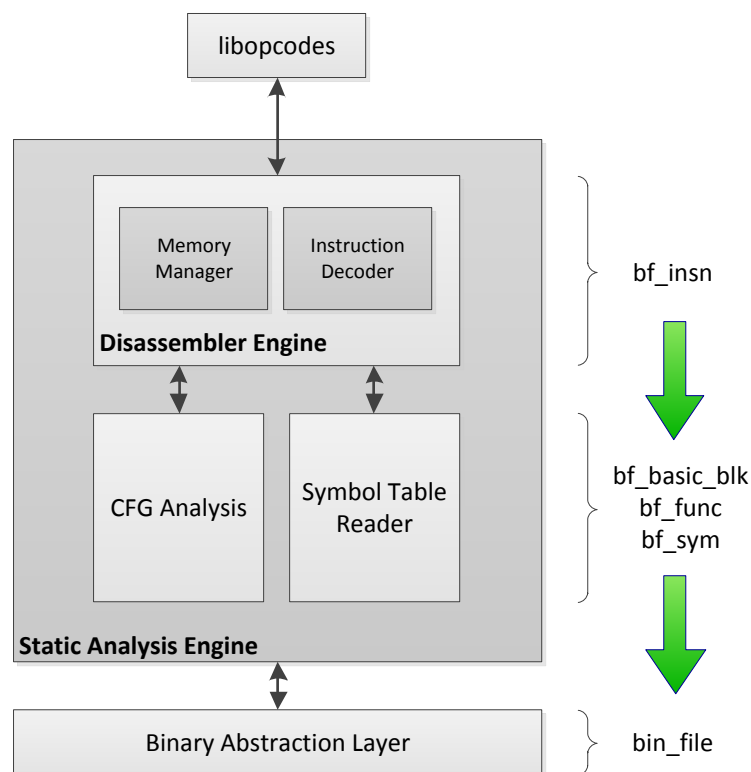 libopcodes
Memory
Manager
Instruction
Decoder
Disassembler Engine
bf_insn
CFG Analysis
Symbol Table
Reader
bf_basic_blk
bf_func
bf_sym
Static Analysis Engine
Binary Abstraction Layer
bin_file